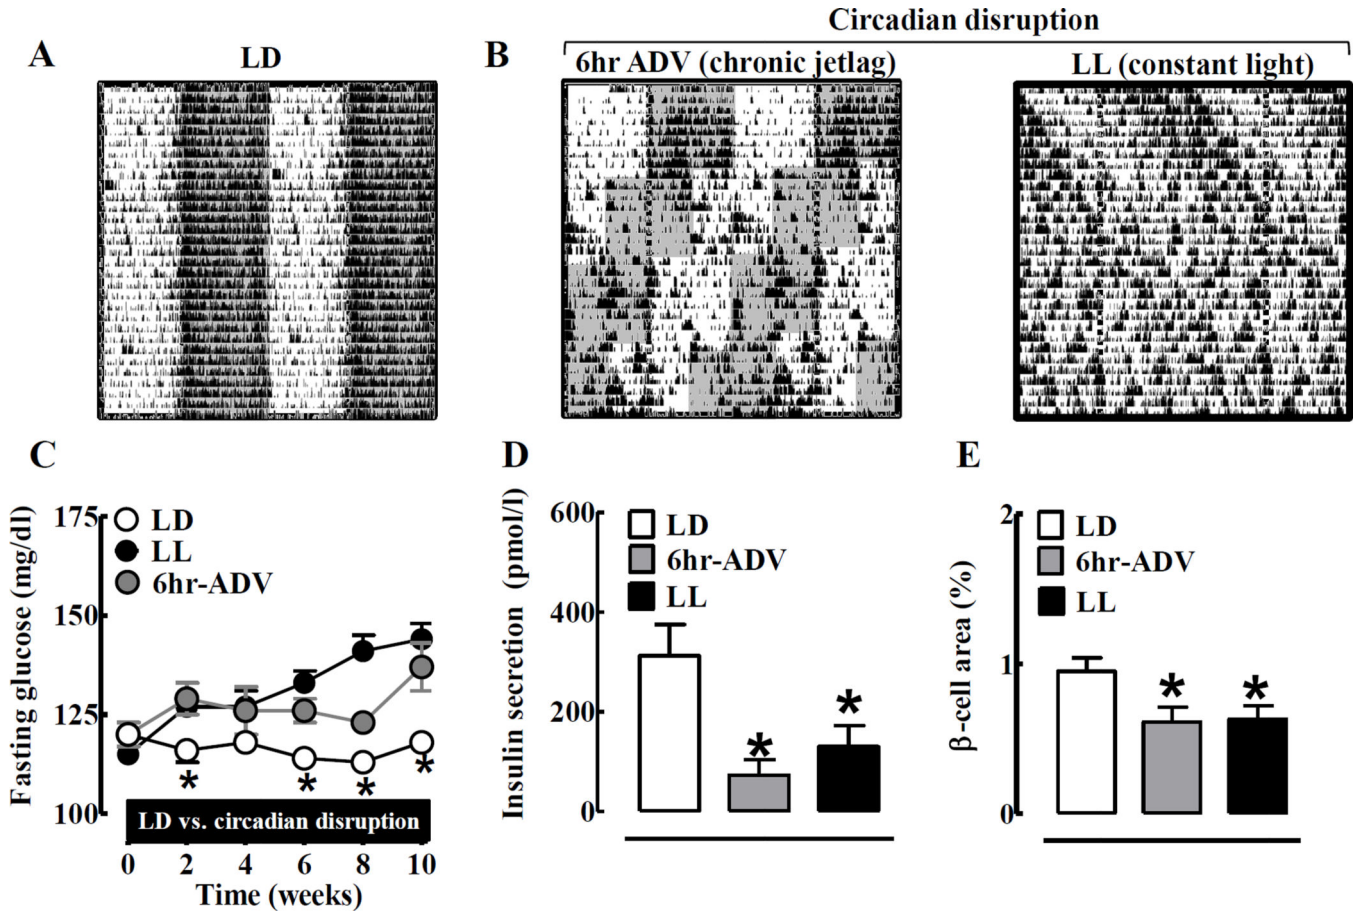 Circadian disruption
A
LD
B
6hr ADV (chronic jetlag)
LL (constant light)
C
Fasting glucose (mg/dl)
175
150
125
100
LD
LL
6hr-ADV
*
*
*
*
LD vs. circadian disruption
0 2 4 6 8 10
Time (weeks)
D
Insulin secretion (pmol/l)
600
400
200
0
LD
6hr-ADV
LL
*
*
E
β-cell area (%)
2
1
0
LD
6hr-ADV
LL
*
*